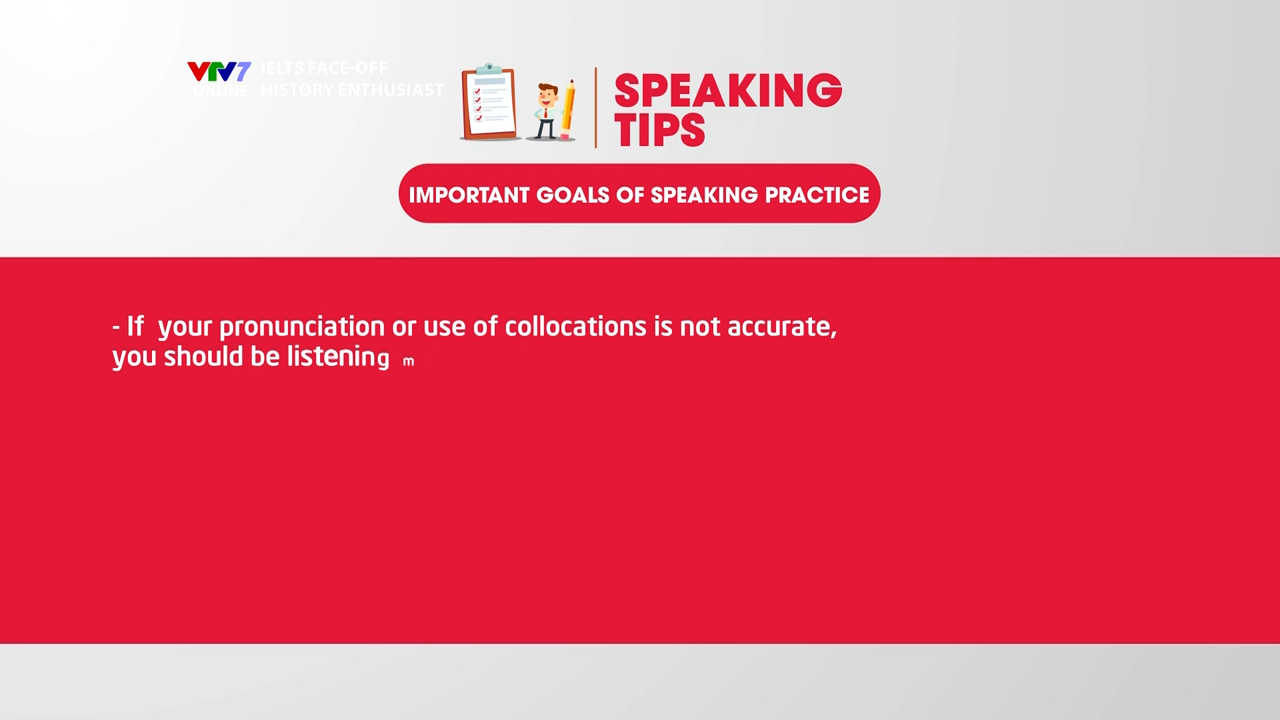 VTV7 IELTS FACE-OFF
ONLINE HISTORY ENTHUSIAST
SPEAKING
TIPS
IMPORTANT GOALS OF SPEAKING PRACTICE
- If your pronunciation or use of collocations is not accurate,
you should be listening m